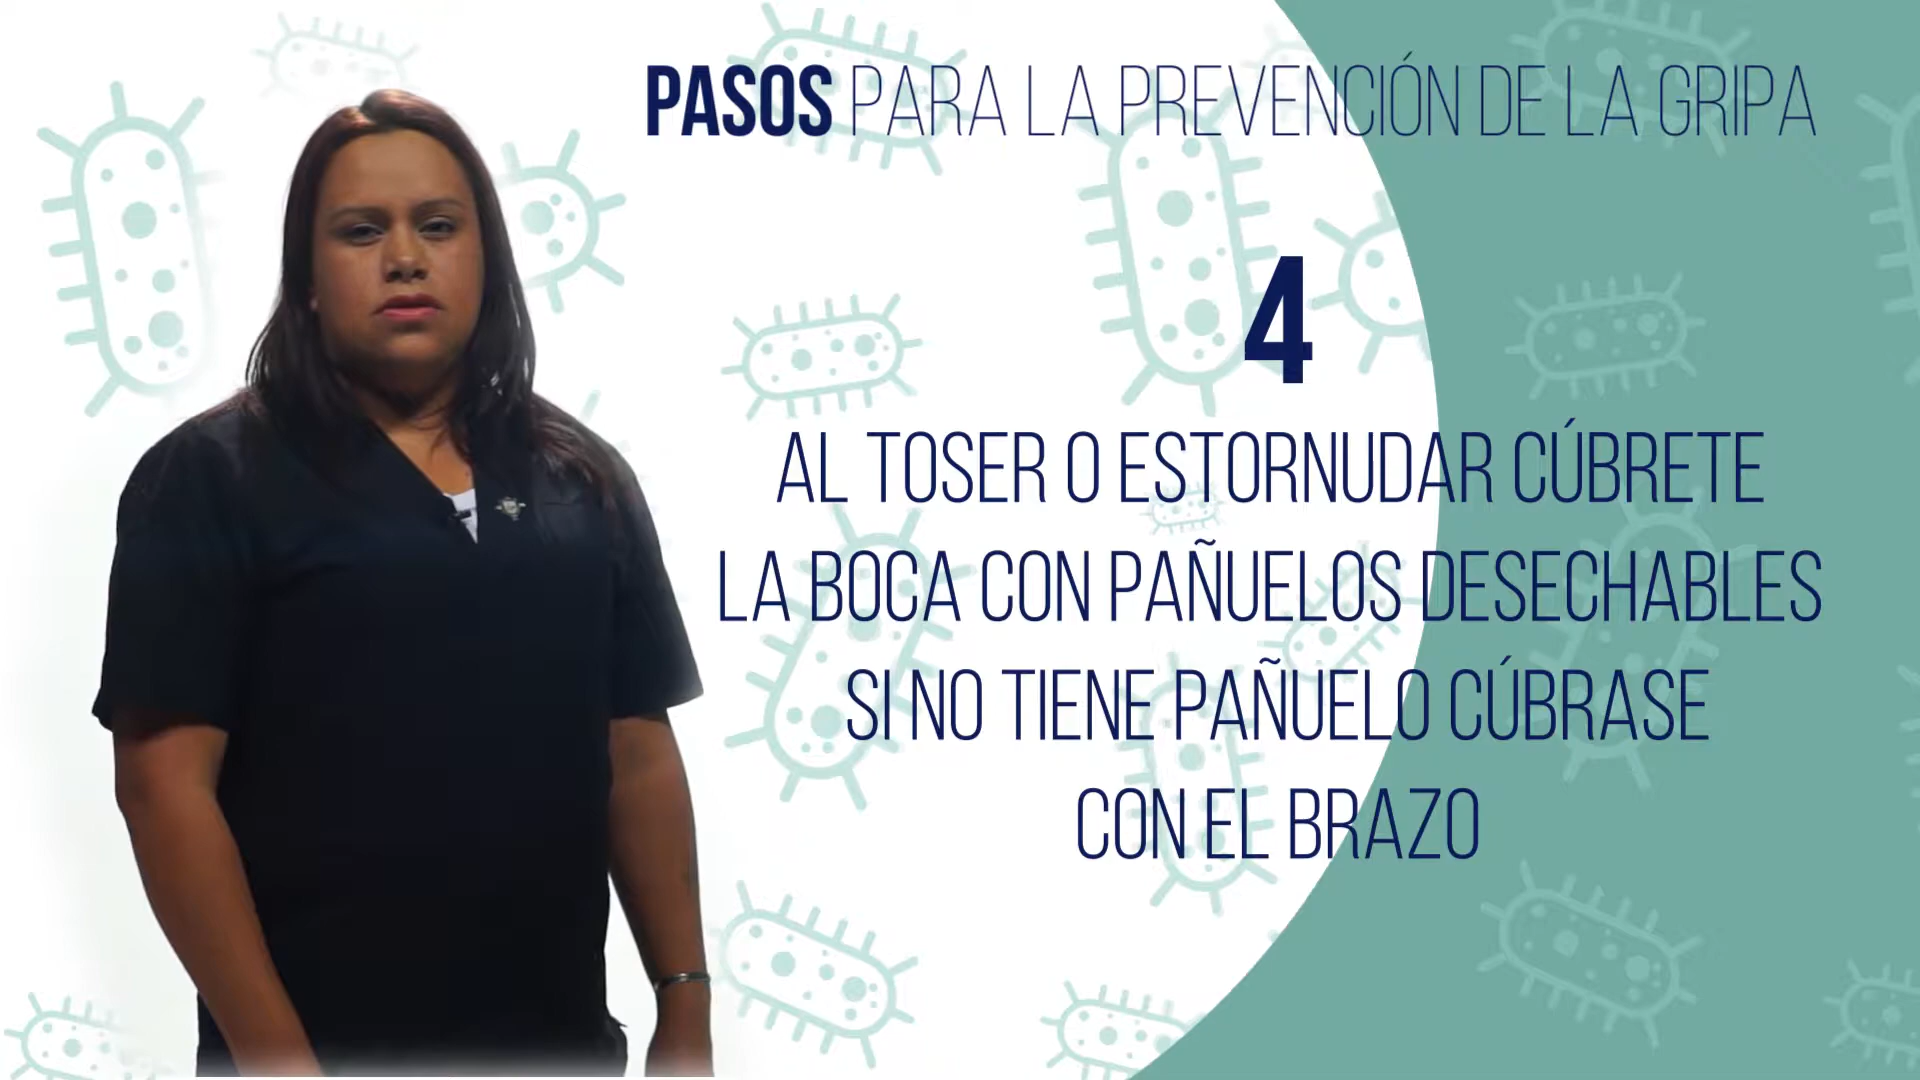 PASOS PARA LA PREVENCIÓN DE LA GRIPA
4
AL TOSER O ESTORNUDAR CÚBRETE
LA BOCA CON PAÑUELOS DESECHABLES
SI NO TIENE PAÑUELO CÚBRASE
CON EL BRAZO